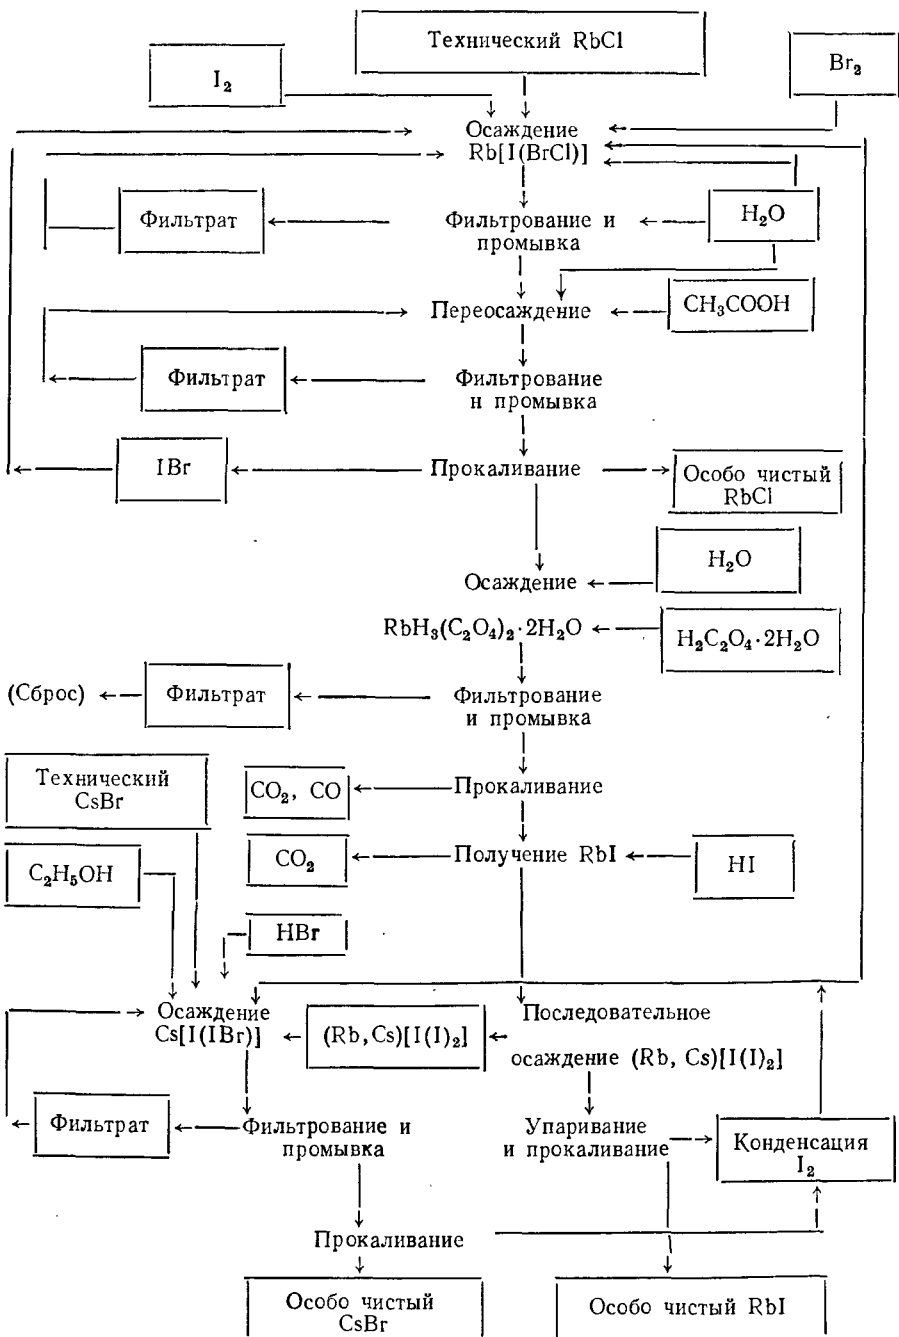 Технический RbCl
I₂
Br₂
Осаждение
Rb[I(BrCl)]
Фильтрат
Фильтрование и
промывка
H₂O
Переосаждение
CH₃COOH
Фильтрат
Фильтрование
н промывка
IBr
Прокаливание
Особо чистый
RbCl
H₂O
Осаждение
RbH₃(C₂O₄)₂·2H₂O
H₂C₂O₄·2H₂O
(Сброс)
Фильтрат
Фильтрование
и промывка
Технический
CsBr
CO₂, CO
Прокаливание
C₂H₅OH
CO₂
Получение RbI
HI
HBr
Осаждение
Cs[I(IBr)]
(Rb,Cs)[I(I)₂]
Последовательное
осаждение (Rb, Cs)[I(I)₂]
Фильтрат
Фильтрование и
промывка
Упаривание
и прокаливание
Конденсация
I₂
Прокаливание
Особо чистый
CsBr
Особо чистый RbI